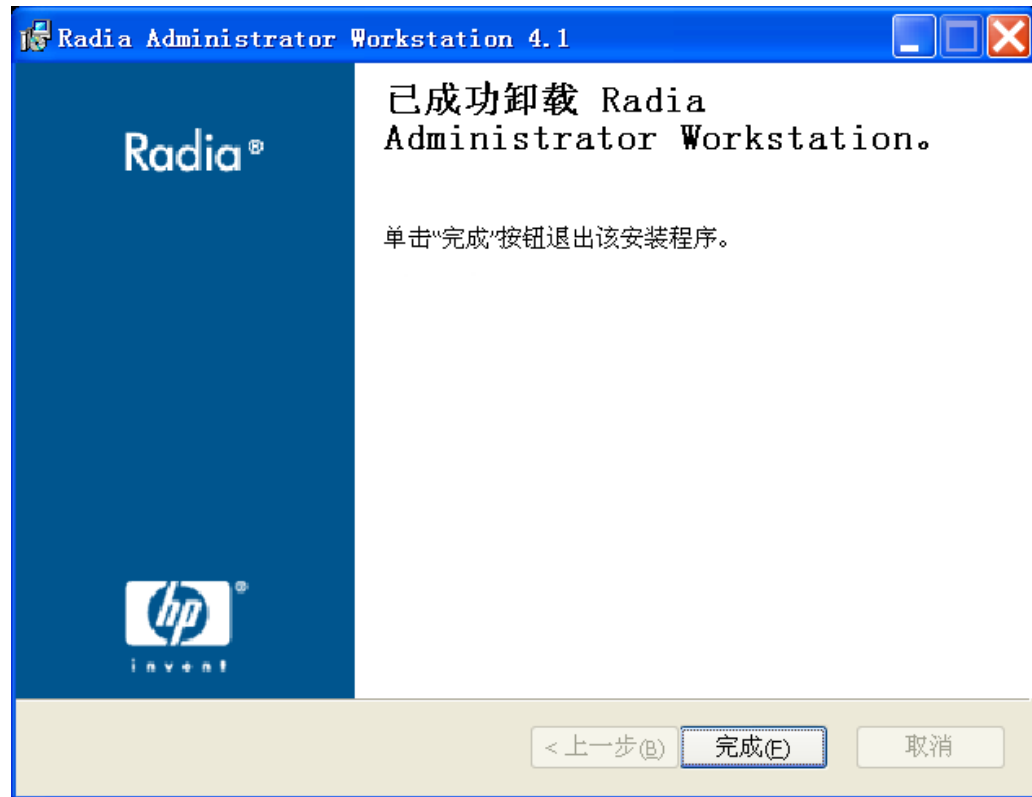 Radia Administrator Workstation 4.1
Radia®
已成功卸载 Radia
Administrator Workstation。
单击“完成”按钮退出该安装程序。
hp®
invent
<上一步(B)
完成(F)
取消